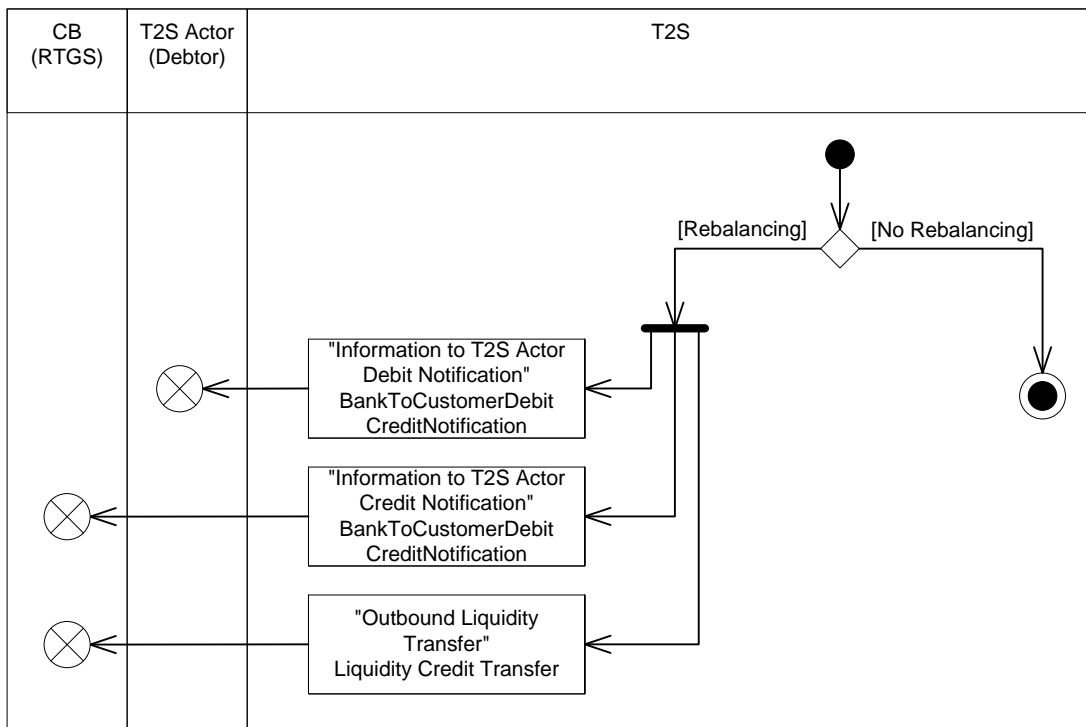 CB
(RTGS)
T2S Actor
(Debtor)
T2S
[Rebalancing]
[No Rebalancing]
"Information to T2S Actor
Debit Notification"
BankToCustomerDebit
CreditNotification
"Information to T2S Actor
Credit Notification"
BankToCustomerDebit
CreditNotification
"Outbound Liquidity
Transfer"
Liquidity Credit Transfer